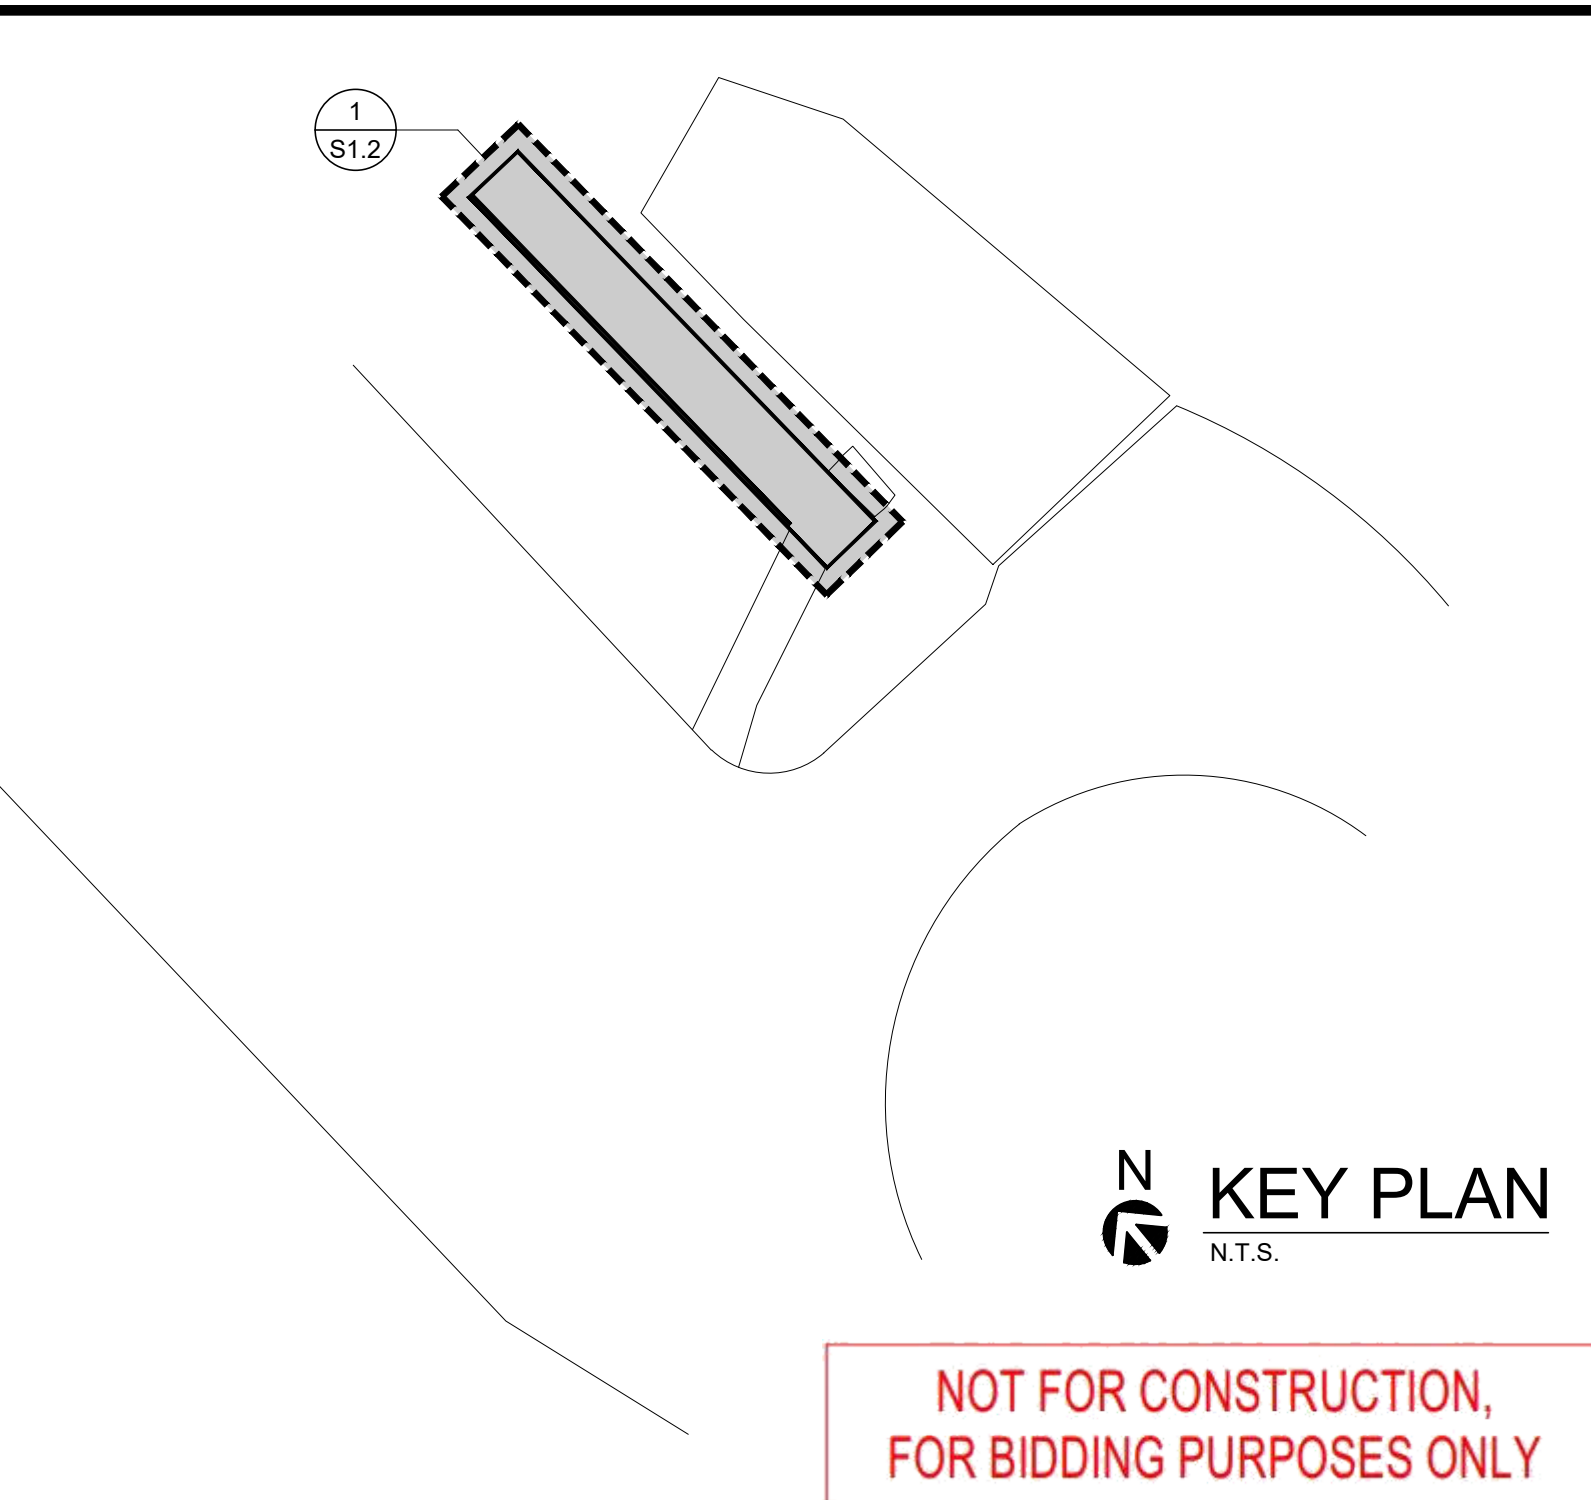 1
S1.2
N
KEY PLAN
N.T.S.
NOT FOR CONSTRUCTION,
FOR BIDDING PURPOSES ONLY